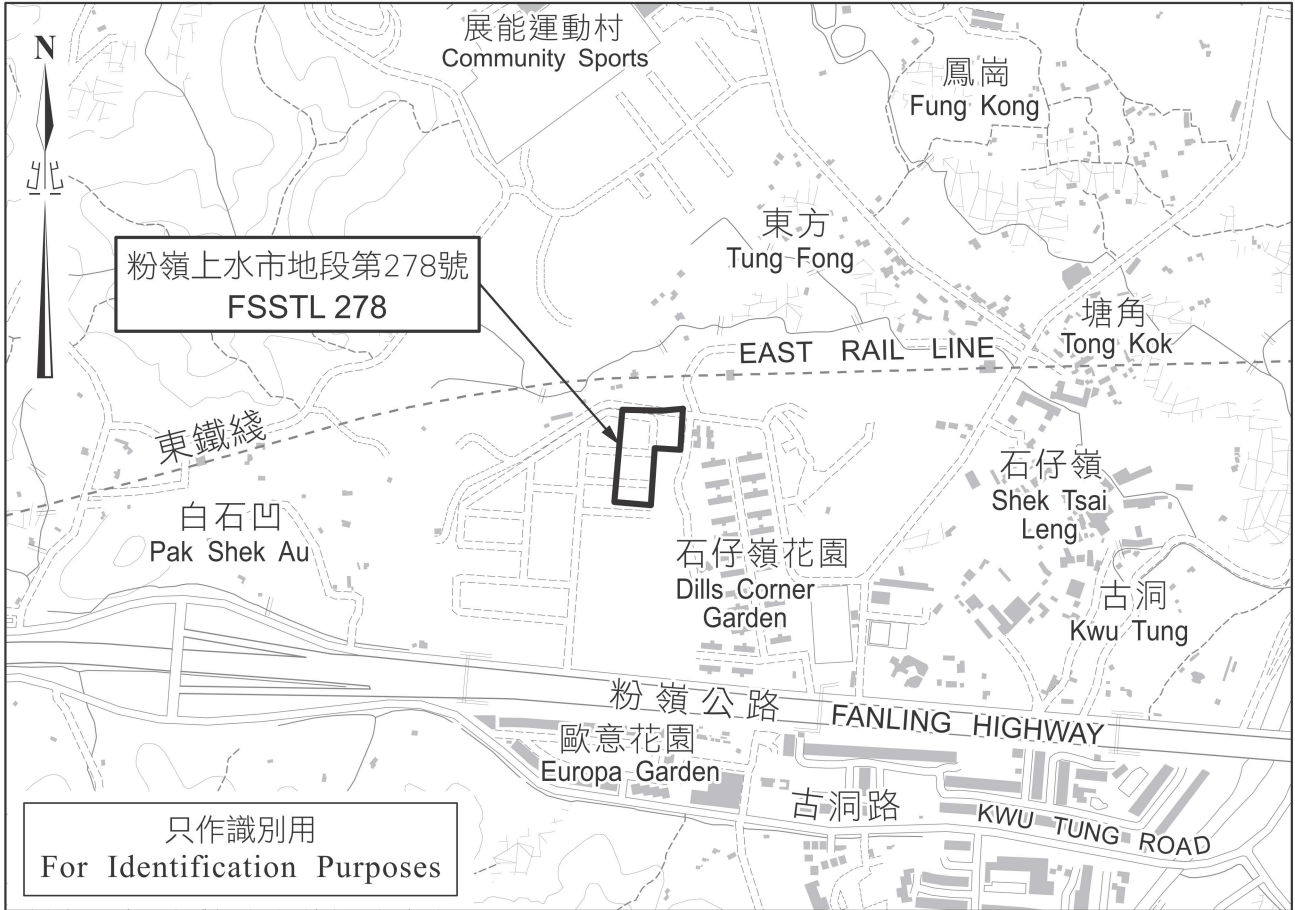 展能運動村
Community Sports
N
北
鳳崗
Fung Kong
東方
Tung Fong
粉嶺上水市地段第278號
FSSTL 278
塘角
Tong Kok
EAST RAIL LINE
東鐵綫
石仔嶺
Shek Tsai
Leng
白石凹
Pak Shek Au
石仔嶺花園
Dills Corner
Garden
古洞
Kwu Tung
粉嶺公路 FANLING HIGHWAY
歐意花園
Europa Garden
古洞路 KWU TUNG ROAD
只作識別用
For Identification Purposes